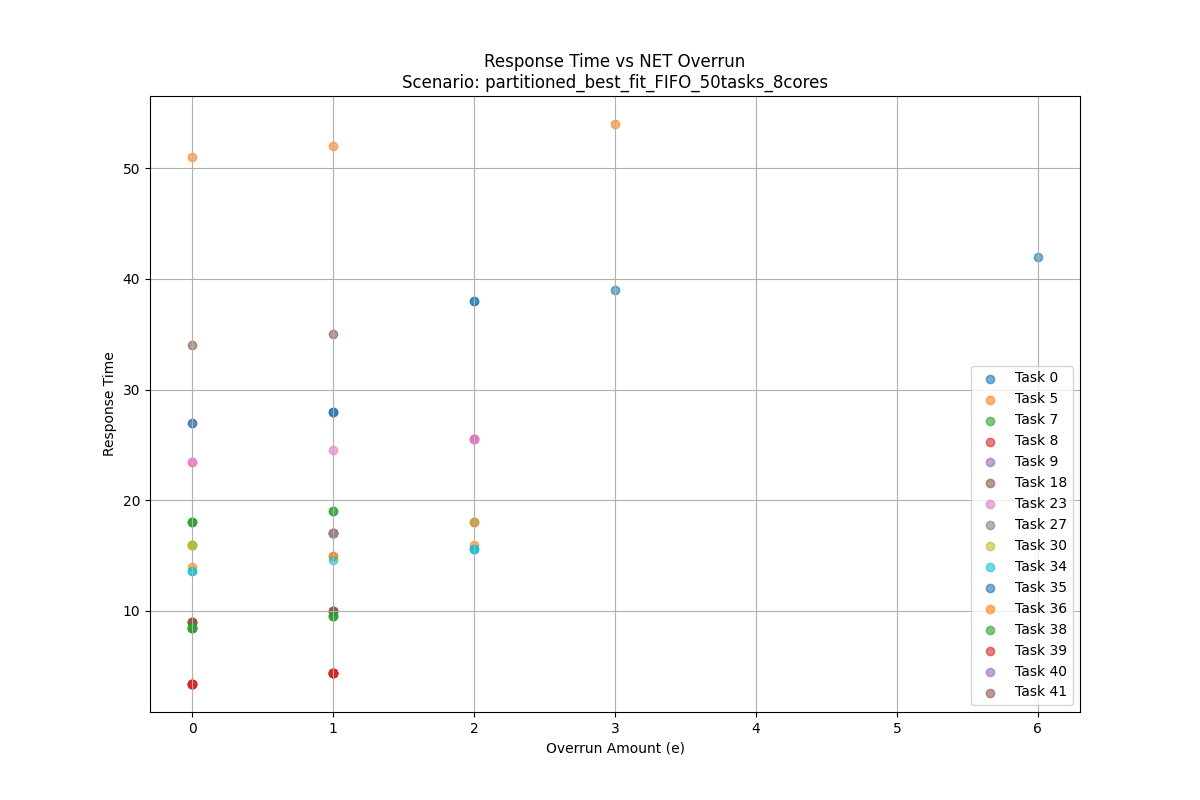 Response Time vs NET Overrun
Scenario: partitioned_best_fit_FIFO_50tasks_8cores
Response Time
50
40
30
20
10
0 1 2 3 4 5 6
Overrun Amount (e)
Task 0
Task 5
Task 7
Task 8
Task 9
Task 18
Task 23
Task 27
Task 30
Task 34
Task 35
Task 36
Task 38
Task 39
Task 40
Task 41